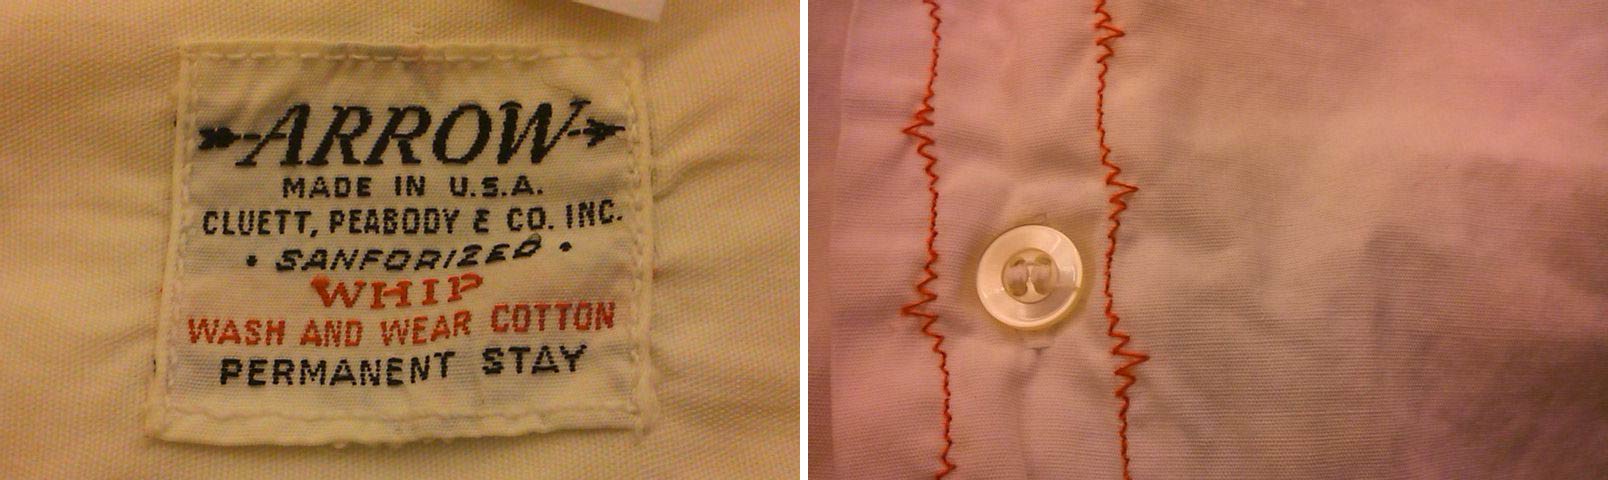 ARROW
MADE IN U.S.A.
CLUETT, PEABODY & CO. INC.
• SANFORIZED •
WHIP
WASH AND WEAR COTTON
PERMANENT STAY